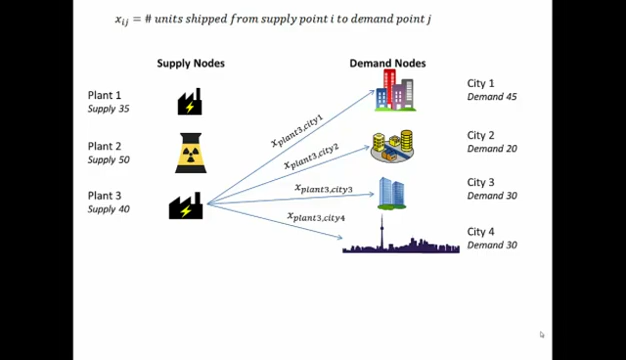 x_ij = # units shipped from supply point i to demand point j
Supply Nodes
Demand Nodes
Plant 1
Supply 35
Plant 2
Supply 50
Plant 3
Supply 40
x_plant3,city1
x_plant3,city2
x_plant3,city3
x_plant3,city4
City 1
Demand 45
City 2
Demand 20
City 3
Demand 30
City 4
Demand 30